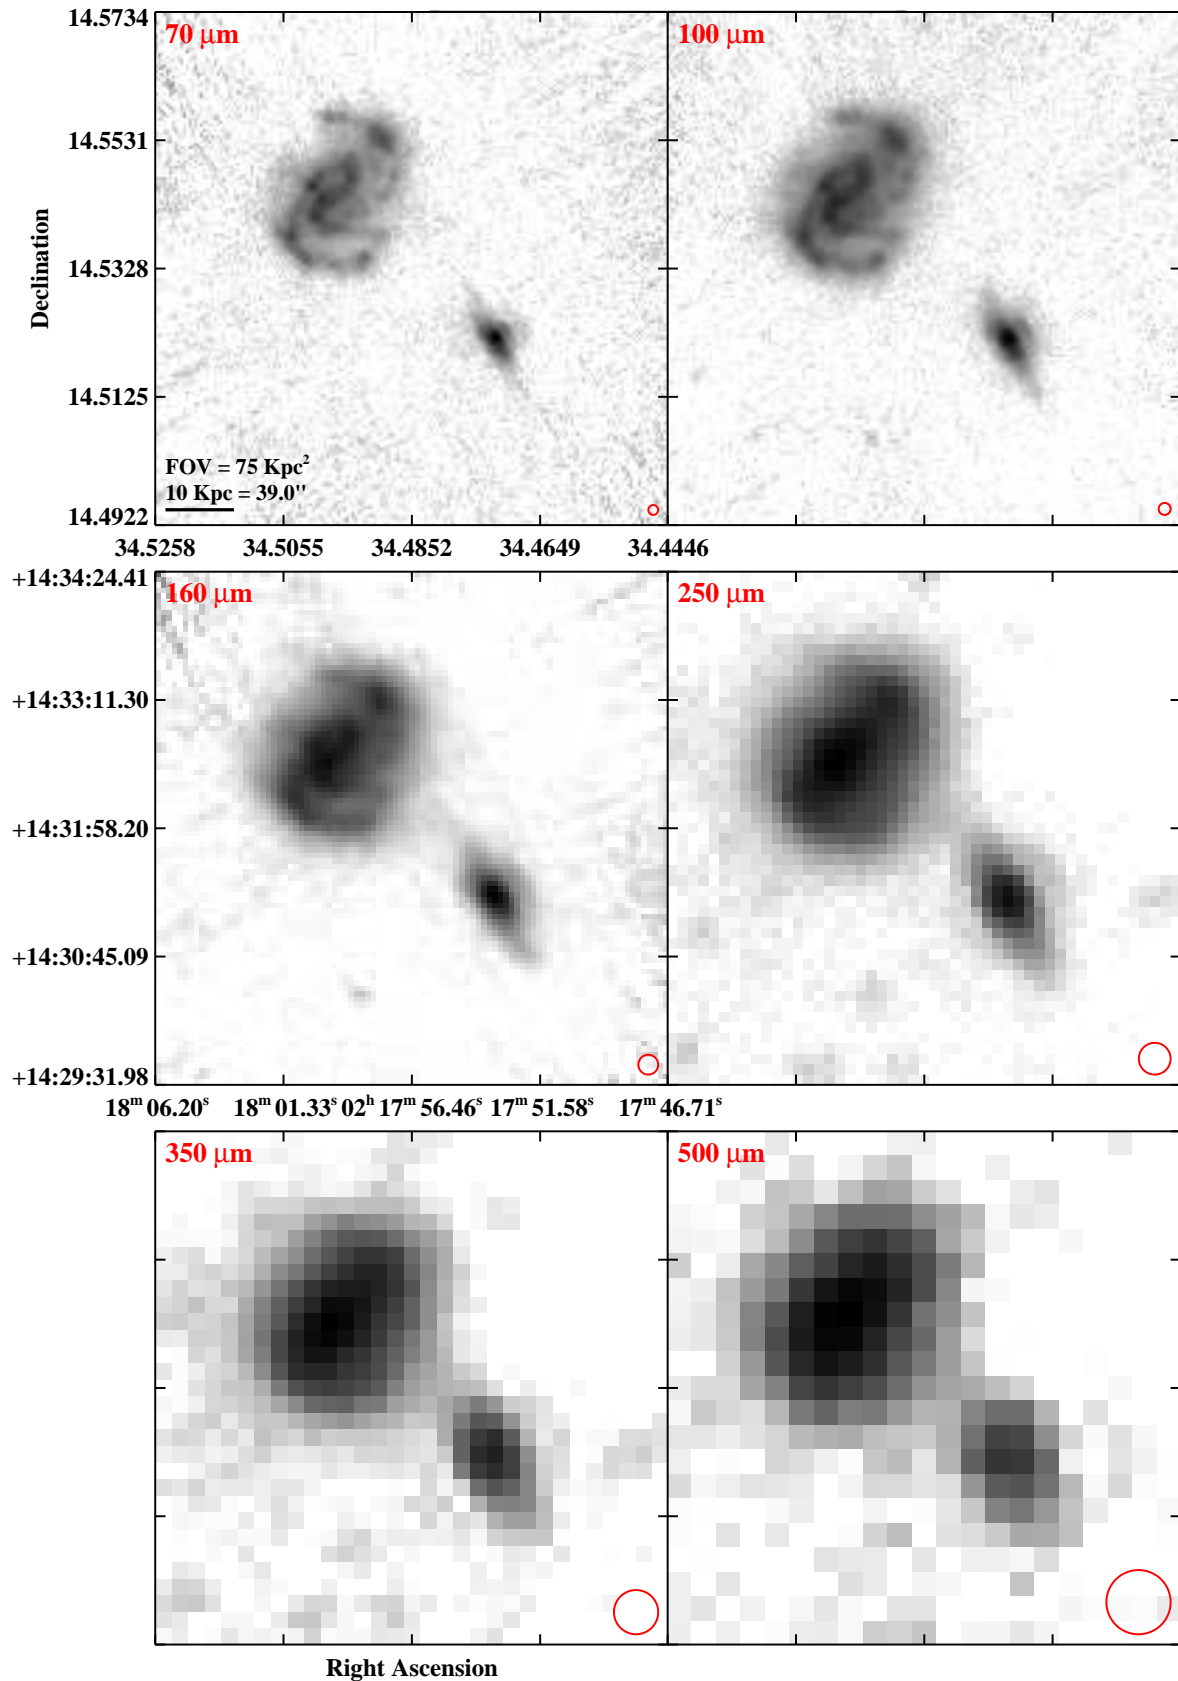 14.5734
70 μm
100 μm
14.5531
Declination
14.5328
14.5125
FOV = 75 Kpc²
10 Kpc = 39.0"
14.4922
34.5258 34.5055 34.4852 34.4649 34.4446
+14:34:24.41
160 μm
250 μm
+14:33:11.30
+14:31:58.20
+14:30:45.09
+14:29:31.98
18ᵐ 06.20ˢ 18ᵐ 01.33ˢ 02ʰ 17ᵐ 56.46ˢ 17ᵐ 51.58ˢ 17ᵐ 46.71ˢ
350 μm
500 μm
Right Ascension